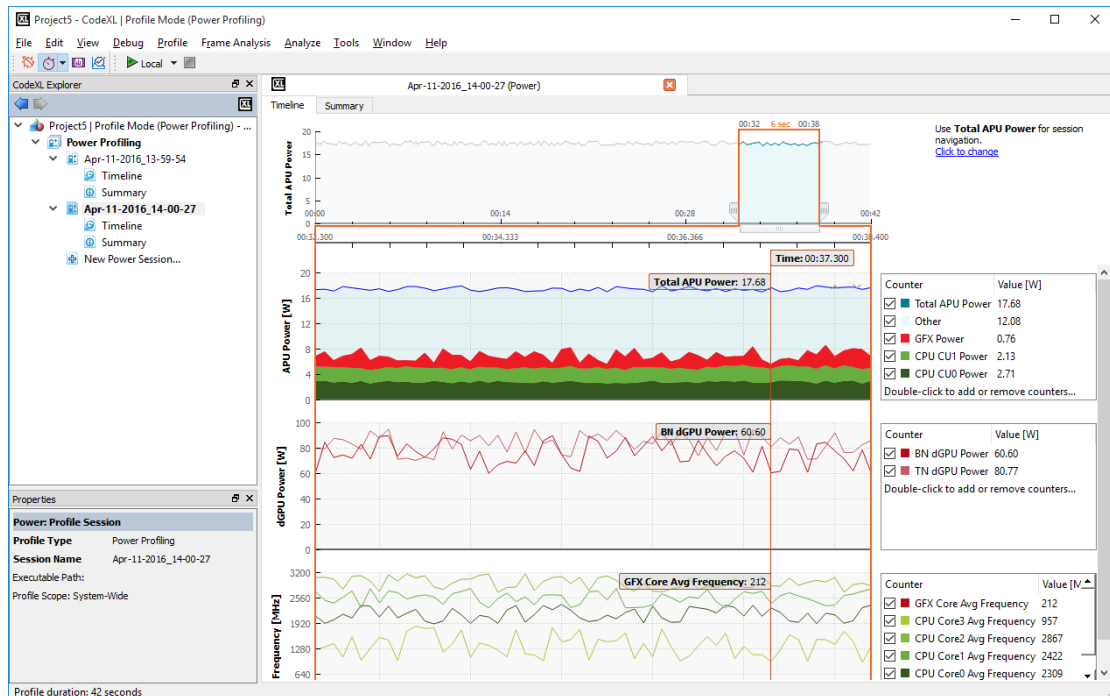 Project5 - CodeXL | Profile Mode (Power Profiling)
File Edit View Debug Profile Frame Analysis Analyze Tools Window Help
Local
CodeXL Explorer
Project5 | Profile Mode (Power Profiling) - ...
Power Profiling
Apr-11-2016_13-59-54
Timeline
Summary
Apr-11-2016_14-00-27
Timeline
Summary
New Power Session...
Properties
Power: Profile Session
Profile Type Power Profiling
Session Name Apr-11-2016_14-00-27
Executable Path:
Profile Scope: System-Wide
Apr-11-2016_14-00-27 (Power)
Timeline Summary
Total APU Power
20
15
10
5
0
00:32 6 sec 00:38
00:00 00:14 00:28 00:42
Use Total APU Power for session
navigation.
Click to change
00:34.333 00:36.366
Time: 00:37.300
APU Power [W]
20
16
12
8
4
0
Total APU Power: 17.68
Counter Value [W]
Total APU Power 17.68
Other 12.08
GFX Power 0.76
CPU CU1 Power 2.13
CPU CU0 Power 2.71
Double-click to add or remove counters...
dGPU Power [W]
100
80
60
40
20
0
BN dGPU Power: 60:60
Counter Value [W]
BN dGPU Power 60.60
TN dGPU Power 80.77
Double-click to add or remove counters...
Frequency [MHz]
3200
2560
1920
1280
640
GFX Core Avg Frequency: 212
Counter
GFX Core Avg Frequency 212
CPU Core3 Avg Frequency 957
CPU Core2 Avg Frequency 2867
CPU Core1 Avg Frequency 2422
CPU Core0 Avg Frequency 2309
Profile duration: 42 seconds